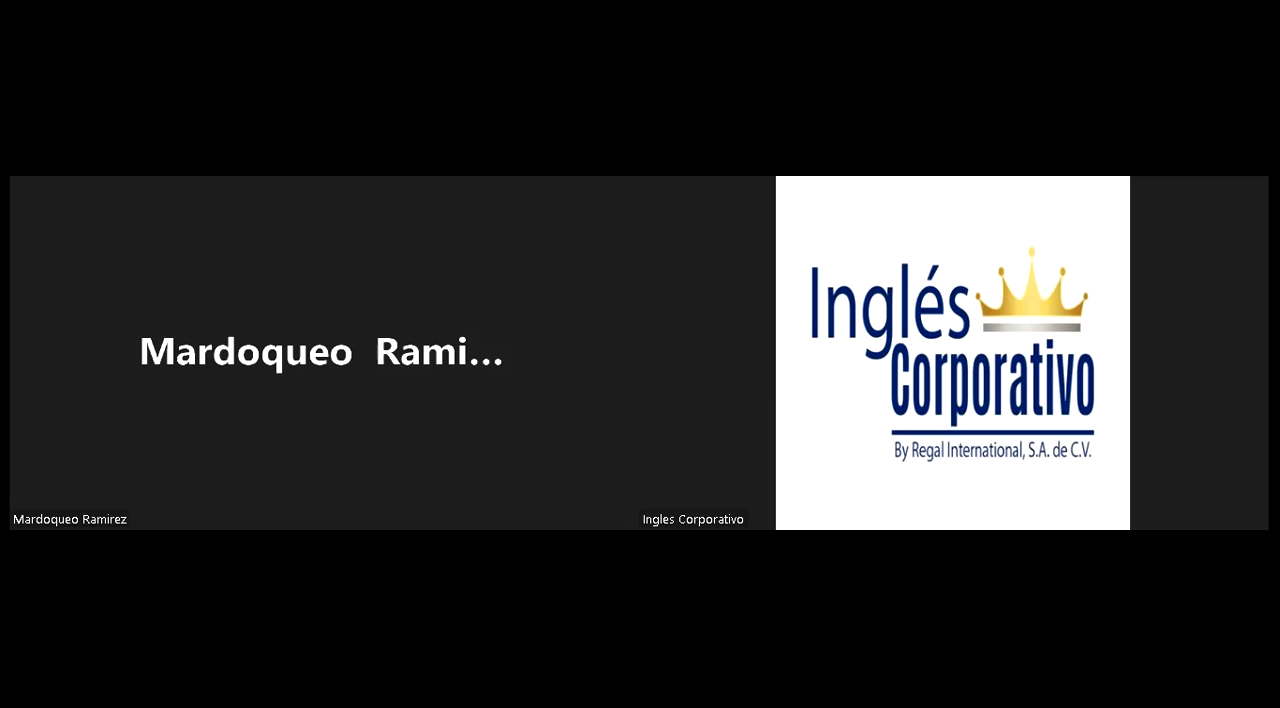 Mardoqueo Rami...
Mardoqueo Ramirez
Ingles Corporativo
Inglés
Corporativo
By Regal International, S.A. de C.V.